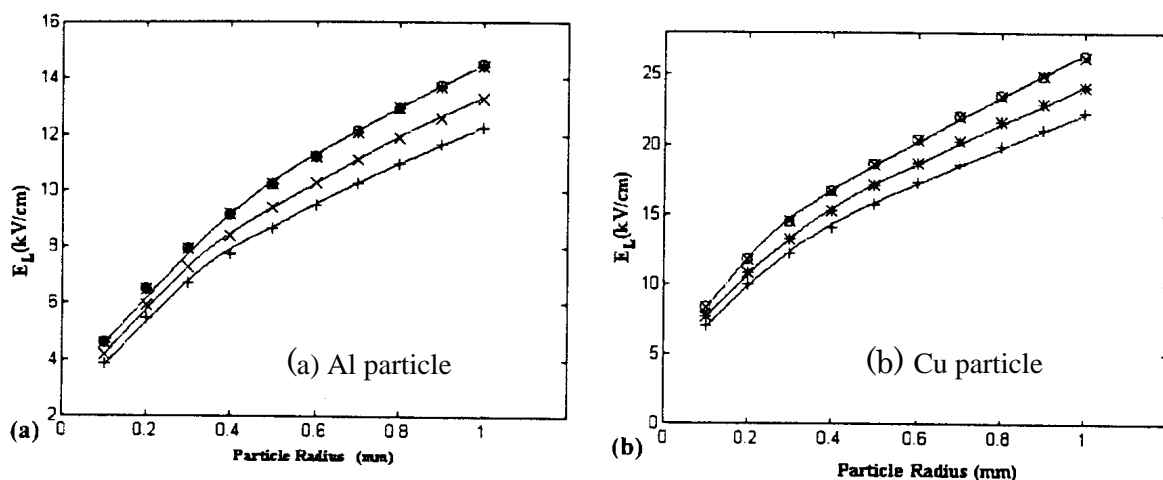 16
14
12
10
8
6
4
2
E_L(kV/cm)
(a) Al particle
(a)
0 0.2 0.4 0.6 0.8 1
Particle Radius (mm)
25
20
15
10
5
0
E_L(kV/cm)
(b) Cu particle
(b)
0 0.2 0.4 0.6 0.8 1
Particle Radius (mm)